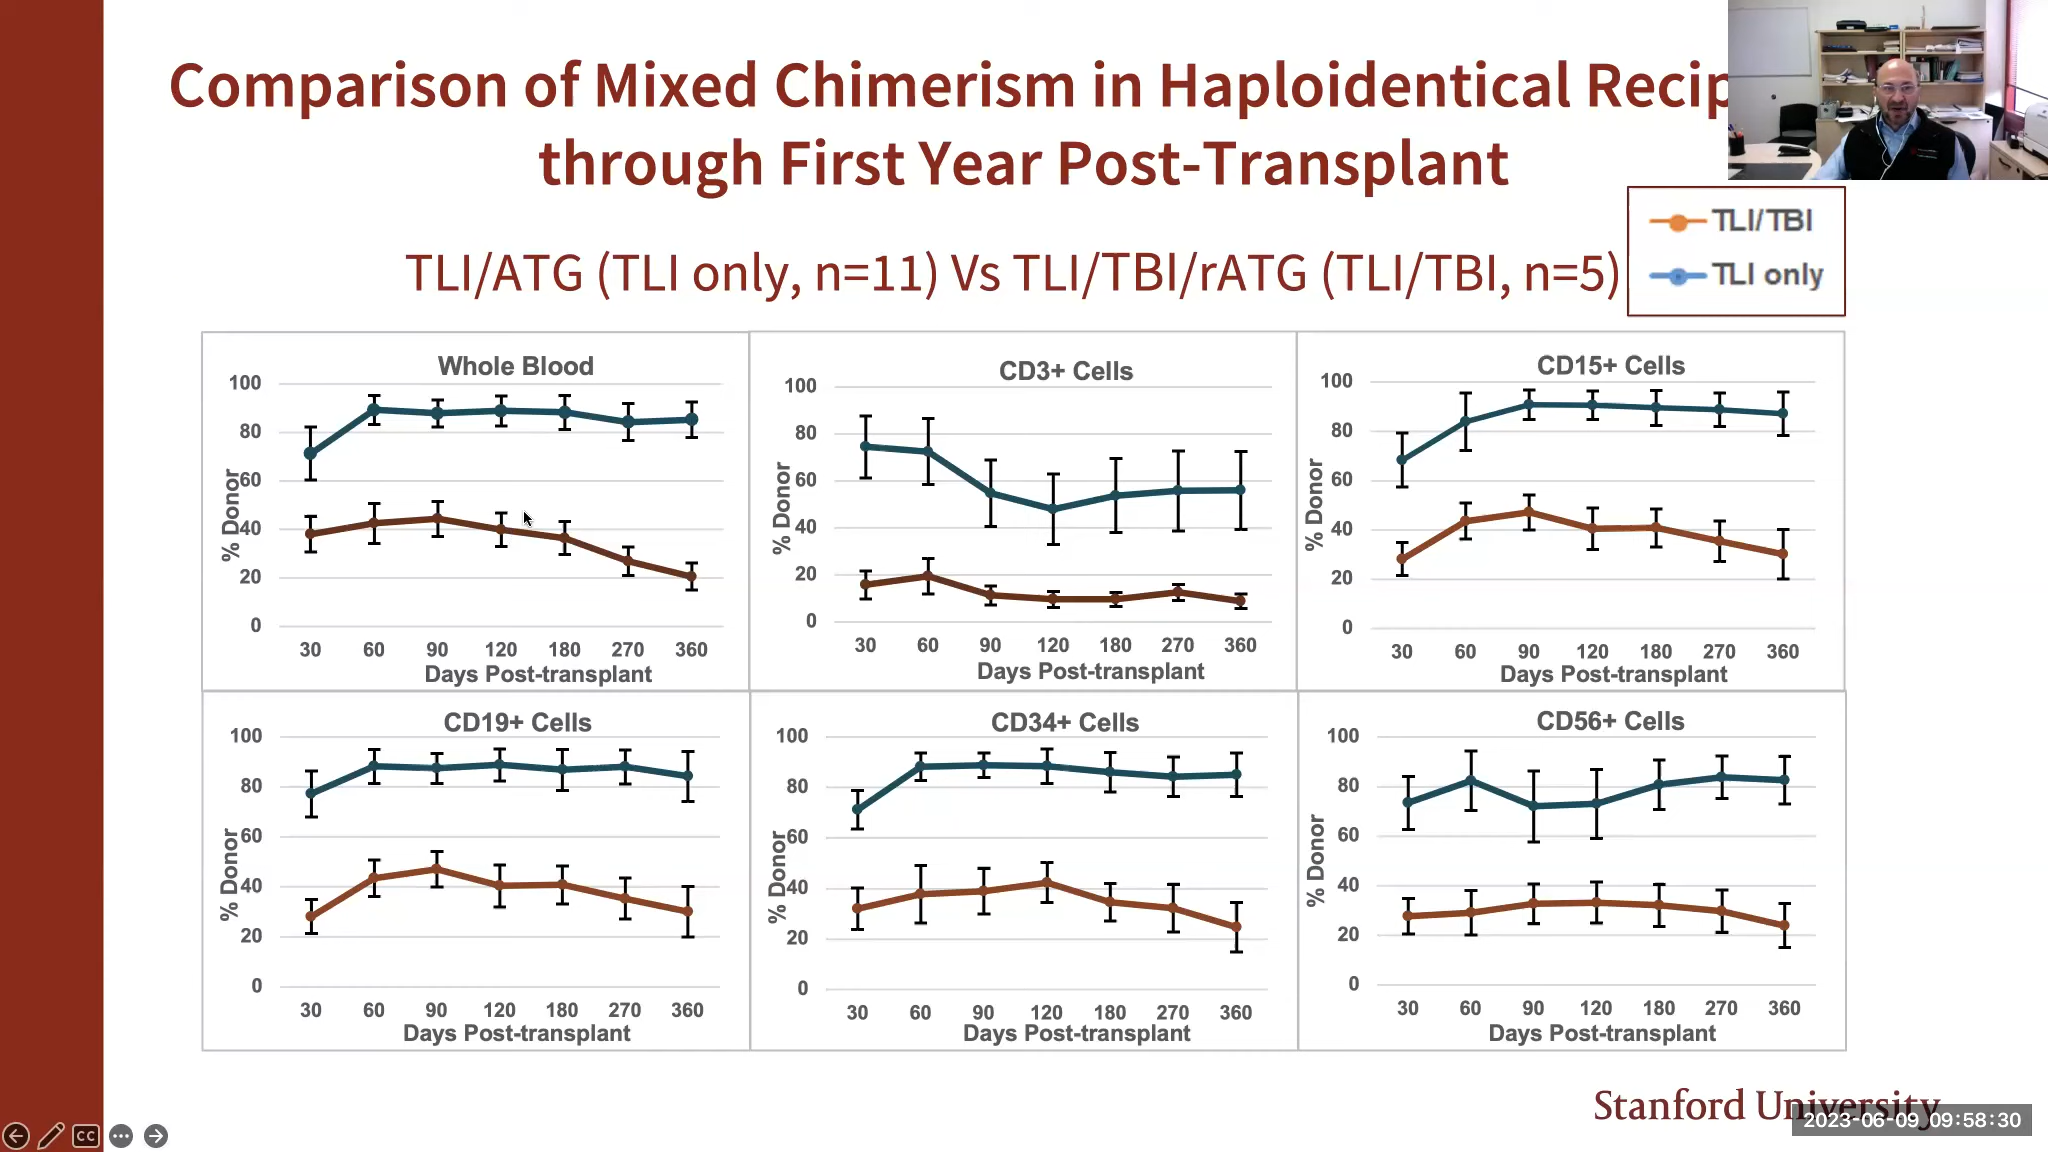 Comparison of Mixed Chimerism in Haploidentical Recip
through First Year Post-Transplant
TLI/ATG (TLI only, n=11) Vs TLI/TBI/rATG (TLI/TBI, n=5)
TLI/TBI
TLI only
Whole Blood
100
80
60
40
20
0
% Donor
30 60 90 120 180 270 360
Days Post-transplant
CD3+ Cells
100
80
60
40
20
0
% Donor
30 60 90 120 180 270 360
Days Post-transplant
CD15+ Cells
100
80
60
40
20
0
% Donor
30 60 90 120 180 270 360
Days Post-transplant
CD19+ Cells
100
80
60
40
20
0
% Donor
30 60 90 120 180 270 360
Days Post-transplant
CD34+ Cells
100
80
60
40
20
0
% Donor
30 60 90 120 180 270 360
Days Post-transplant
CD56+ Cells
100
80
60
40
20
0
% Donor
30 60 90 120 180 270 360
Days Post-transplant
Stanford University
2023-06-09 09:58:30
CC